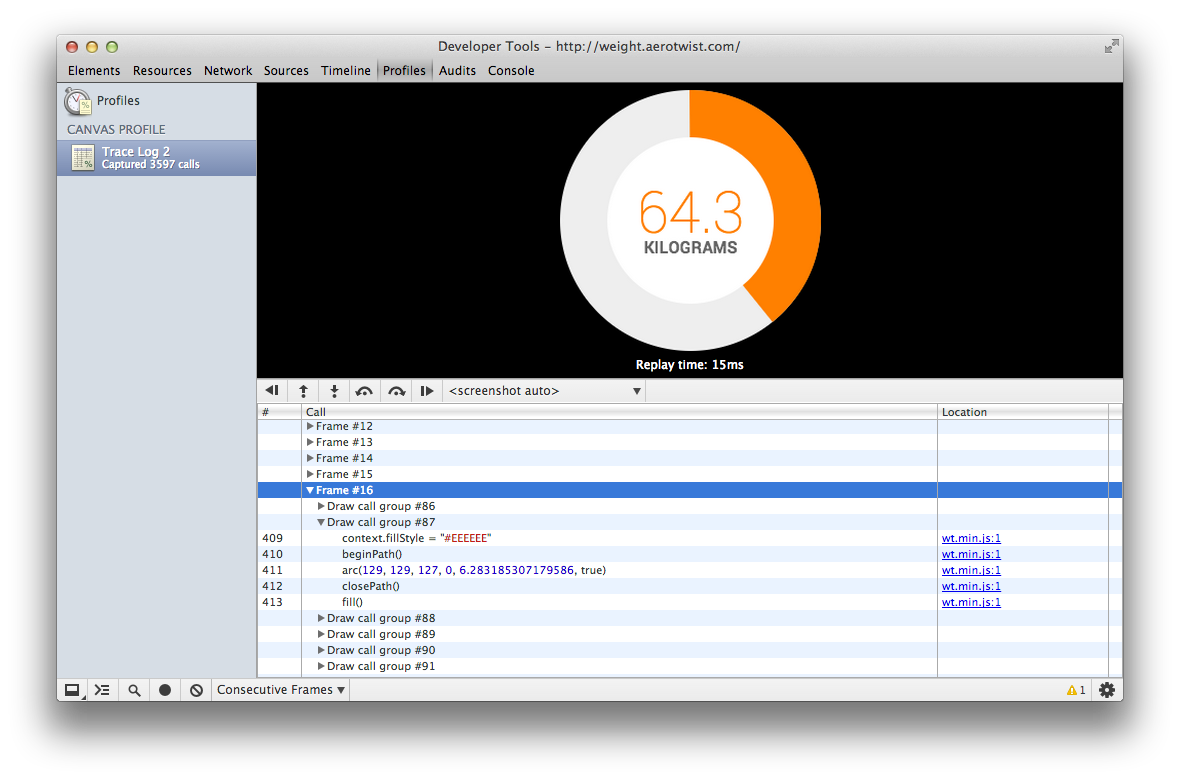 Developer Tools - http://weight.aerotwist.com/
Elements Resources Network Sources Timeline Profiles Audits Console
Profiles
CANVAS PROFILE
Trace Log 2
Captured 3597 calls
64.3
KILOGRAMS
Replay time: 15ms
<screenshot auto>
# Call Location
Frame #12
Frame #13
Frame #14
Frame #15
Frame #16
Draw call group #86
Draw call group #87
409 context.fillStyle = "#EEEEEE" wt.min.js:1
410 beginPath() wt.min.js:1
411 arc(129, 129, 127, 0, 6.283185307179586, true) wt.min.js:1
412 closePath() wt.min.js:1
413 fill() wt.min.js:1
Draw call group #88
Draw call group #89
Draw call group #90
Draw call group #91
Consecutive Frames 1